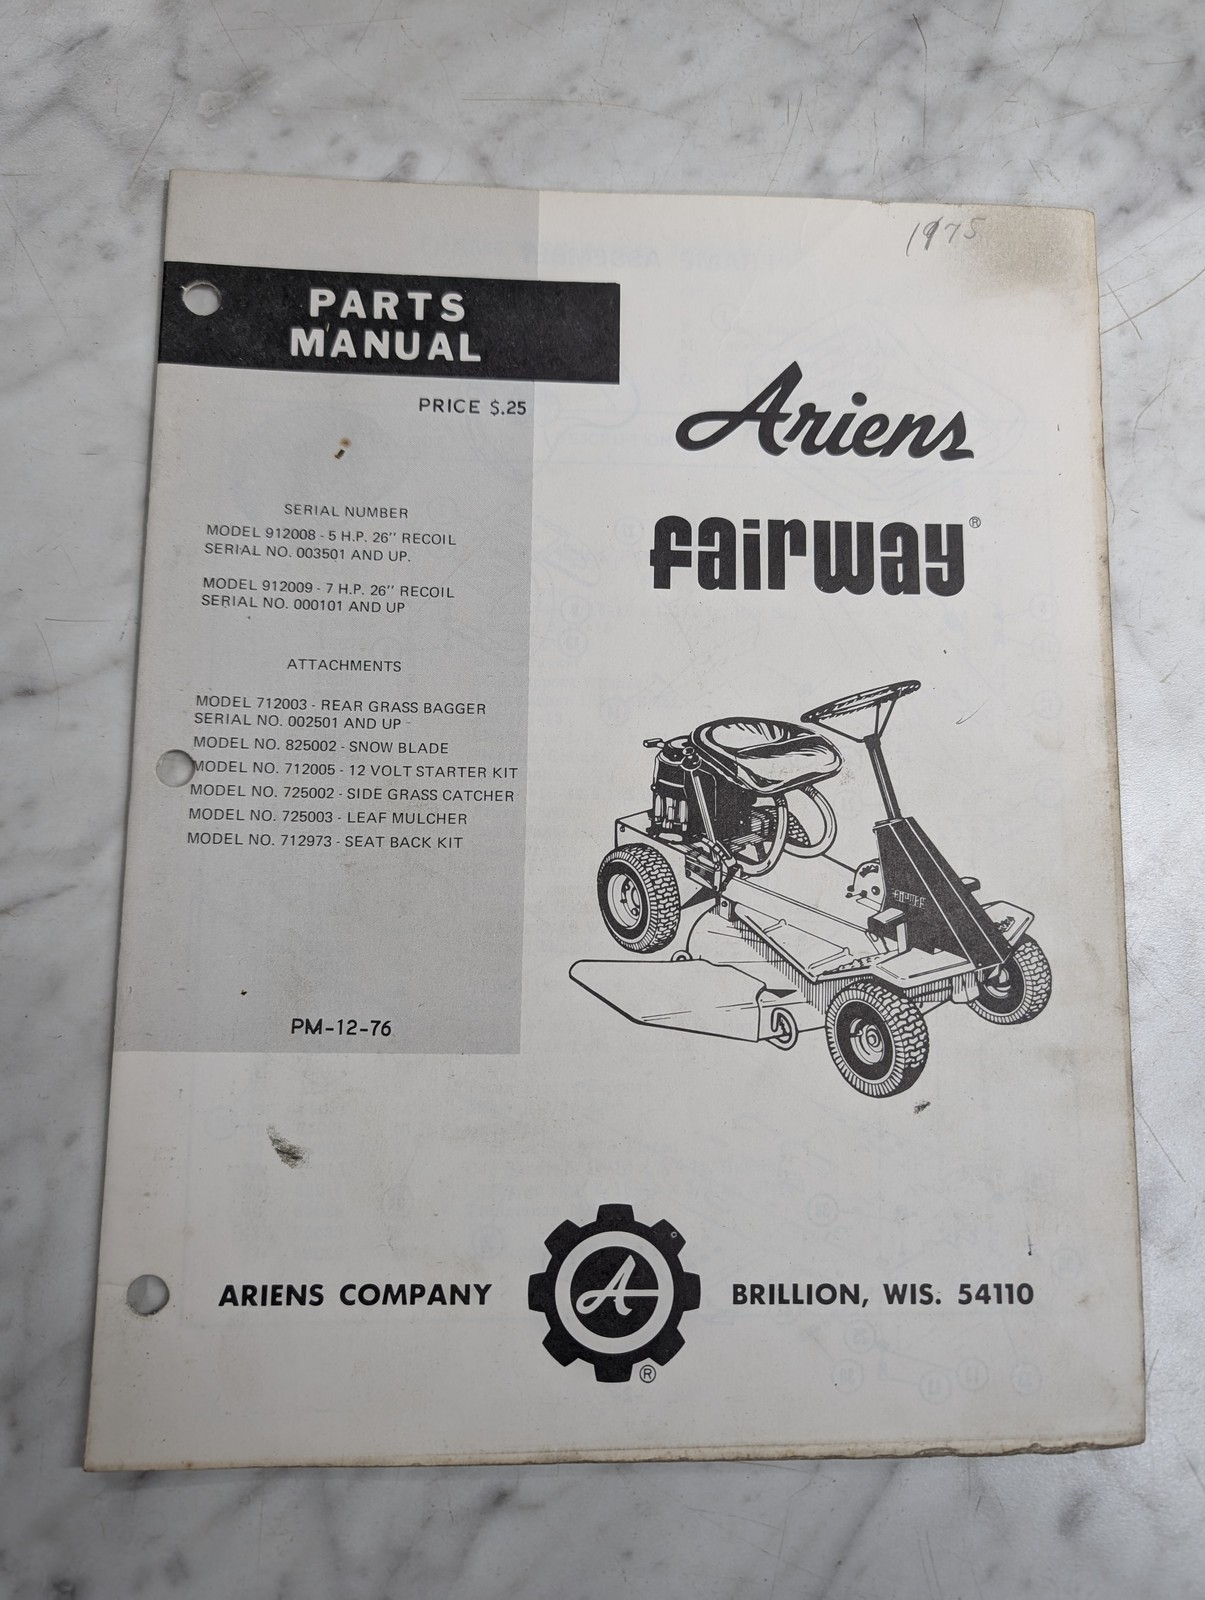 1975
PARTS
MANUAL
PRICE $.25
Ariens
fairway®
SERIAL NUMBER
MODEL 912008 - 5 H.P. 26" RECOIL
SERIAL NO. 003501 AND UP.
MODEL 912009 - 7 H.P. 26" RECOIL
SERIAL NO. 000101 AND UP
ATTACHMENTS
MODEL 712003 - REAR GRASS BAGGER
SERIAL NO. 002501 AND UP
MODEL NO. 825002 - SNOW BLADE
MODEL NO. 712005 - 12 VOLT STARTER KIT
MODEL NO. 725002 - SIDE GRASS CATCHER
MODEL NO. 725003 - LEAF MULCHER
MODEL NO. 712973 - SEAT BACK KIT
PM-12-76
ARIENS COMPANY
A
®
BRILLION, WIS. 54110